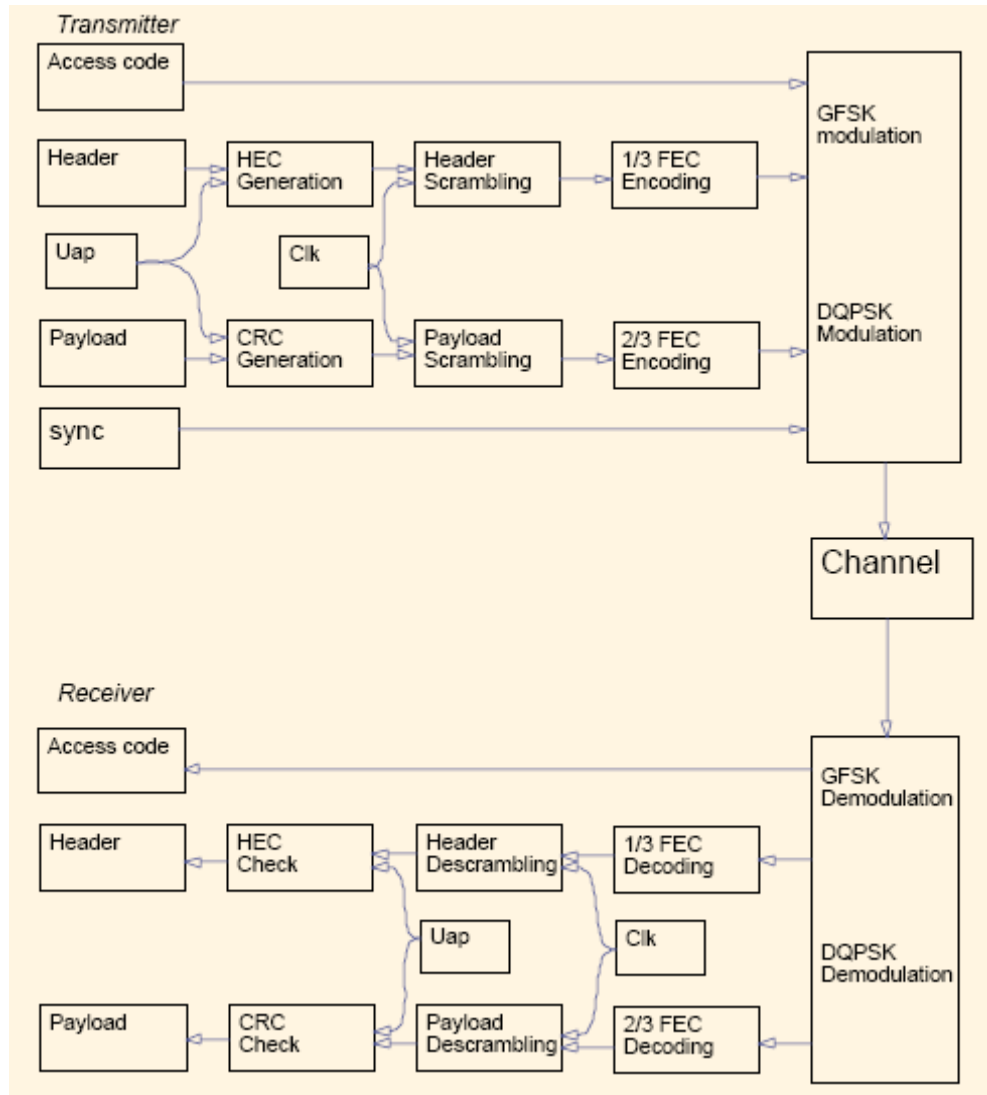 Transmitter
Access code
GFSK
modulation
Header
HEC
Generation
Header
Scrambling
1/3 FEC
Encoding
Uap
Clk
DQPSK
Modulation
Payload
CRC
Generation
Payload
Scrambling
2/3 FEC
Encoding
sync
Channel
Receiver
Access code
GFSK
Demodulation
Header
HEC
Check
Header
Descrambling
1/3 FEC
Decoding
Uap
Clk
DQPSK
Demodulation
Payload
CRC
Check
Payload
Descrambling
2/3 FEC
Decoding